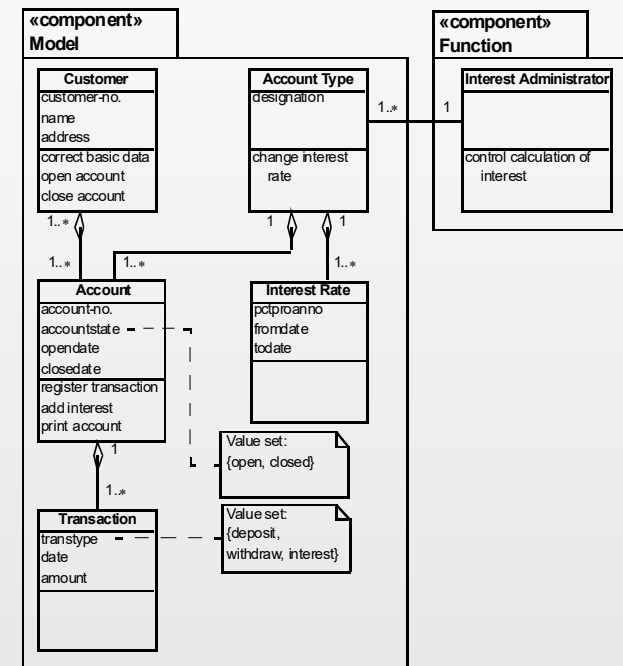 «component»
Model
Customer
customer-no.
name
address
correct basic data
open account
close account
Account Type
designation
change interest
rate
1..*
1
«component»
Function
Interest Administrator
control calculation of
interest
1..*
1..*
1
1..*
1
1..*
Account
account-no.
accountstate
opendate
closedate
register transaction
add interest
print account
Interest Rate
pctproanno
fromdate
todate
Value set:
{open, closed}
1
1..*
Transaction
transtype
date
amount
Value set:
{deposit,
withdraw, interest}